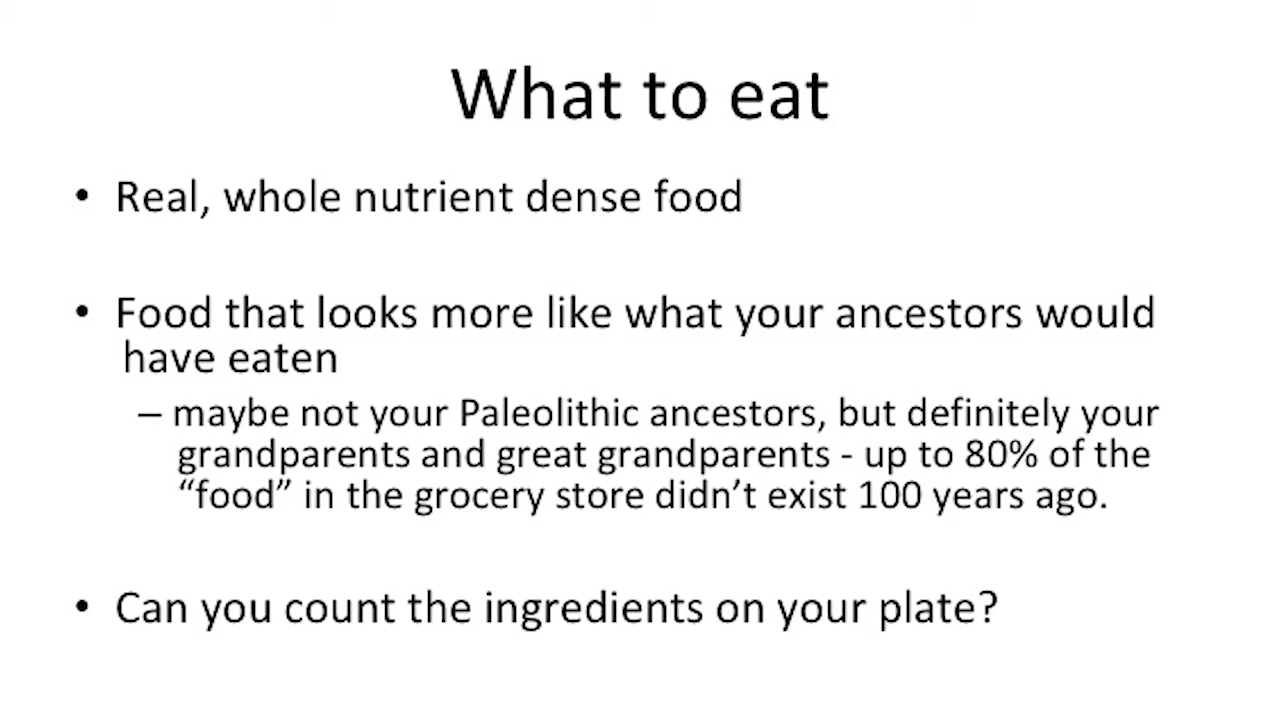 What to eat
• Real, whole nutrient dense food
• Food that looks more like what your ancestors would
have eaten
– maybe not your Paleolithic ancestors, but definitely your
grandparents and great grandparents - up to 80% of the
“food” in the grocery store didn’t exist 100 years ago.
• Can you count the ingredients on your plate?